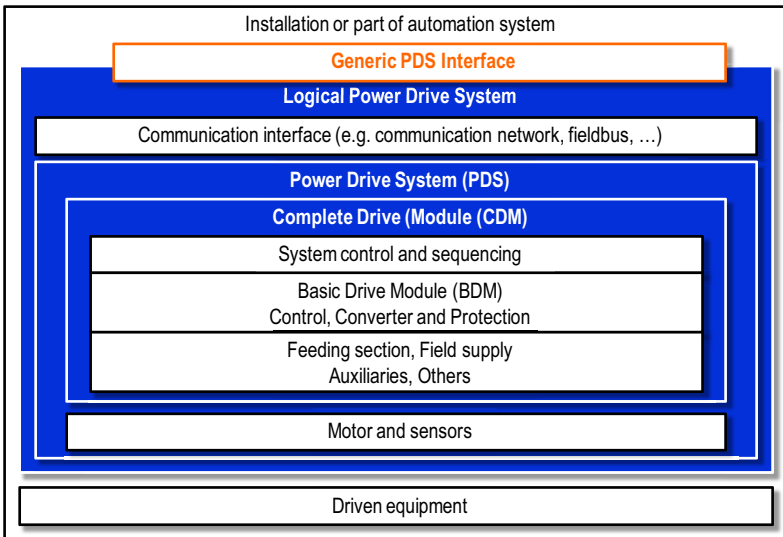 Installation or part of automation system
Generic PDS Interface
Logical Power Drive System
Communication interface (e.g. communication network, fieldbus, …)
Power Drive System (PDS)
Complete Drive (Module (CDM)
System control and sequencing
Basic Drive Module (BDM)
Control, Converter and Protection
Feeding section, Field supply
Auxiliaries, Others
Motor and sensors
Driven equipment